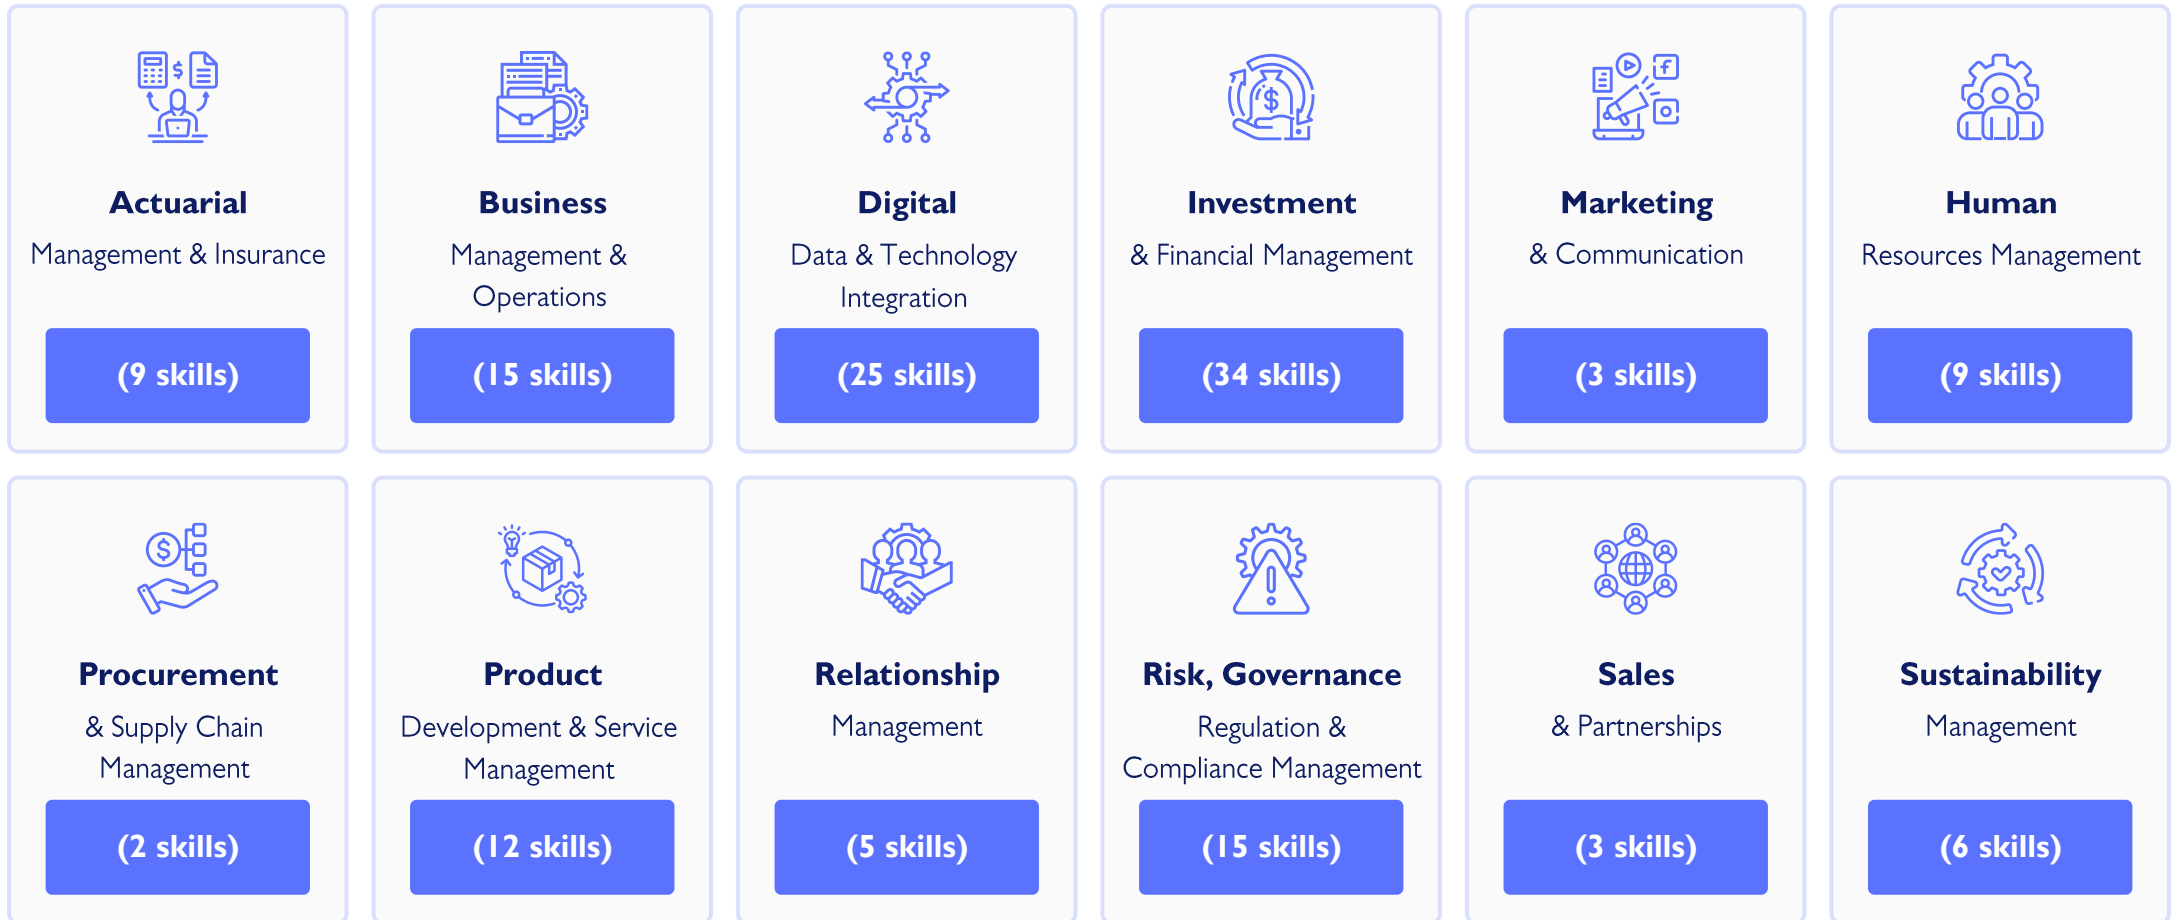 Actuarial
Management & Insurance
(9 skills)
Business
Management &
Operations
(15 skills)
Digital
Data & Technology
Integration
(25 skills)
Investment
& Financial Management
(34 skills)
Marketing
& Communication
(3 skills)
Human
Resources Management
(9 skills)
Procurement
& Supply Chain
Management
(2 skills)
Product
Development & Service
Management
(12 skills)
Relationship
Management
(5 skills)
Risk, Governance
Regulation &
Compliance Management
(15 skills)
Sales
& Partnerships
(3 skills)
Sustainability
Management
(6 skills)